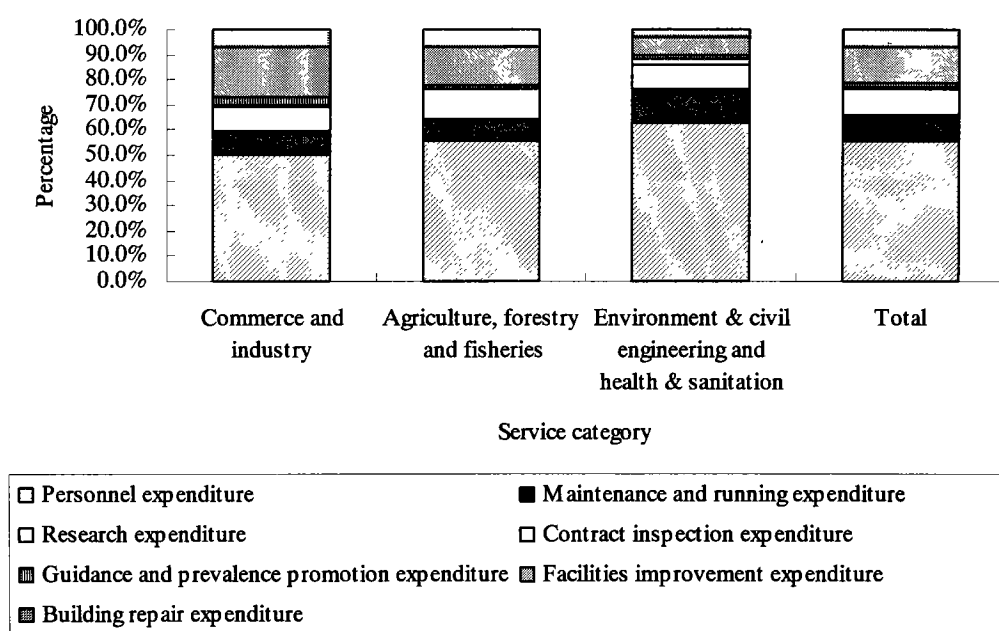 100.0%
90.0%
80.0%
70.0%
60.0%
50.0%
40.0%
30.0%
20.0%
10.0%
0.0%
Percentage
Commerce and
industry
Agriculture, forestry
and fisheries
Environment & civil
engineering and
health & sanitation
Total
Service category
Personnel expenditure
Maintenance and running expenditure
Research expenditure
Contract inspection expenditure
Guidance and prevalence promotion expenditure
Facilities improvement expenditure
Building repair expenditure